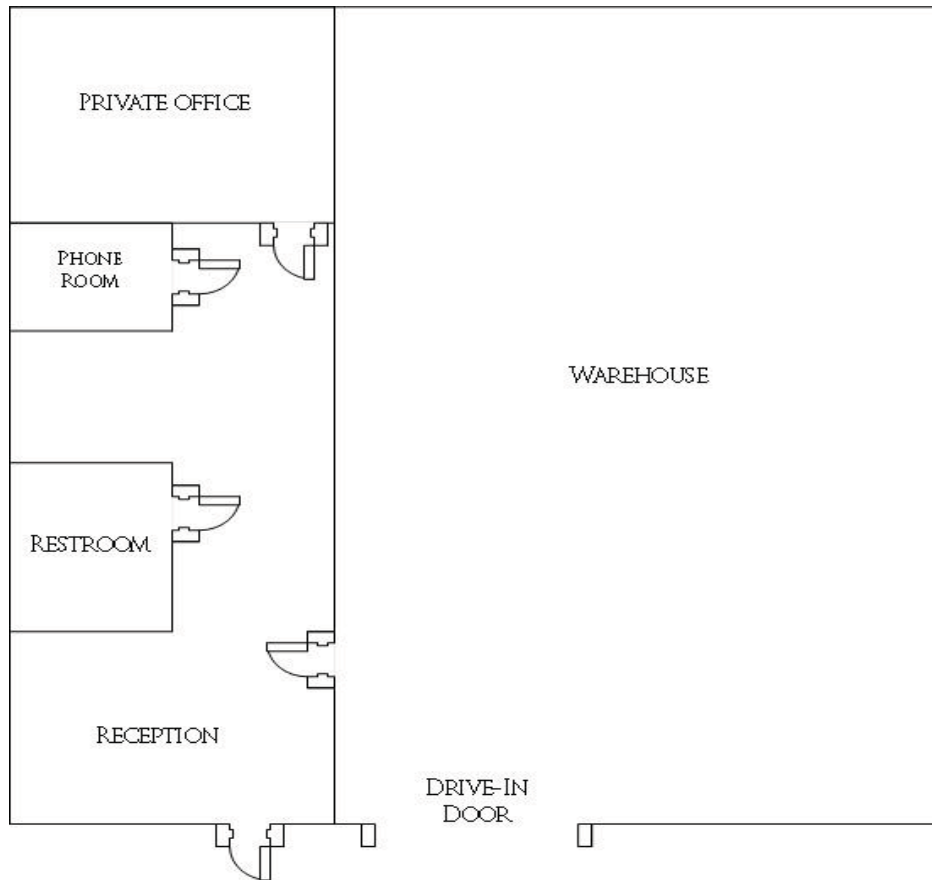 PRIVATE OFFICE
PHONE
ROOM
WAREHOUSE
RESTROOM
RECEPTION
DRIVE-IN
DOOR